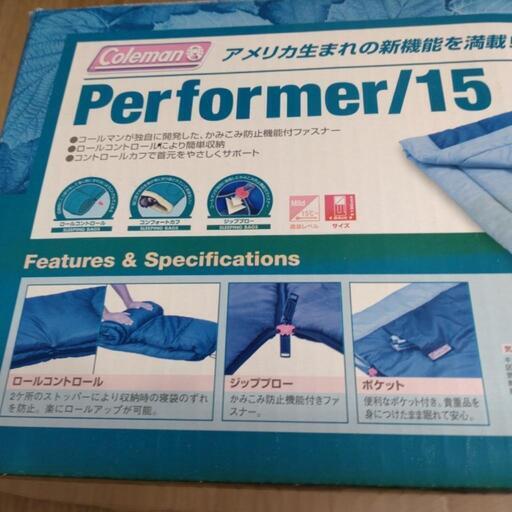 Coleman
アメリカ生まれの新機能を満載!
Performer/15
●コールマンが独自に開発した、かみこみ防止機能付ファスナー
●ロールコントロールにより簡単収納
●コントロールカフで首元をやさしくサポート
ロールコントロール
SLEEPING BAGS
コンフォートカフ
SLEEPING BAGS
ジップブロー
SLEEPING BAGS
Mild
15℃~
サイズ
Features & Specifications
ロールコントロール
2ケ所のストッパーにより収納時の寝袋のずれ
を防止。楽にロールアップが可能。
ジッププロー
かみこみ防止機能付きファ
スナー。
ポケット
便利なポケット付き。貴重品を
身につけたまま眠れて安心。